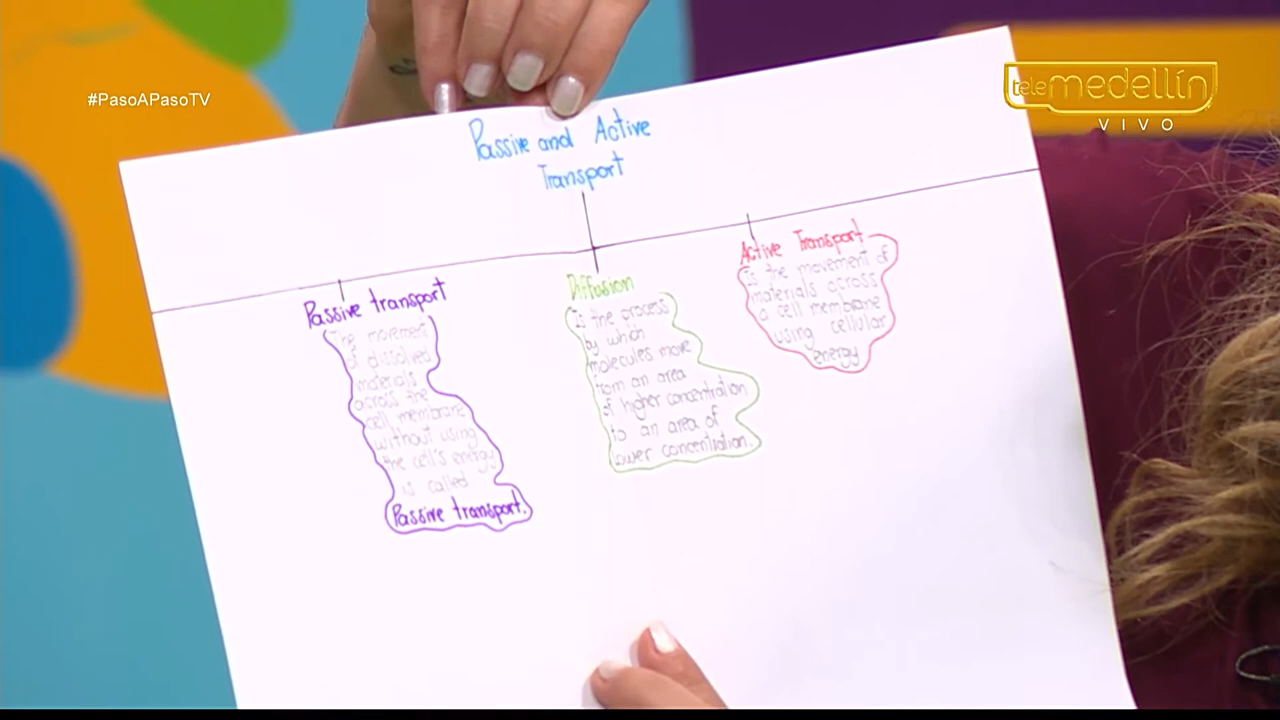 #PasoAPasoTV
telemedellín
VIVO
Passive and Active
Transport
Passive transport
The movement
of dissolved
materials
across the
cell membrane
without using
the cell's energy
is called
Passive transport.
Diffusion
Is the process
by which
molecules move
from an area
of higher concentration
to an area of
lower concentration.
Active Transport
Is the movement of
materials across
a cell membrane
using cellular
energy